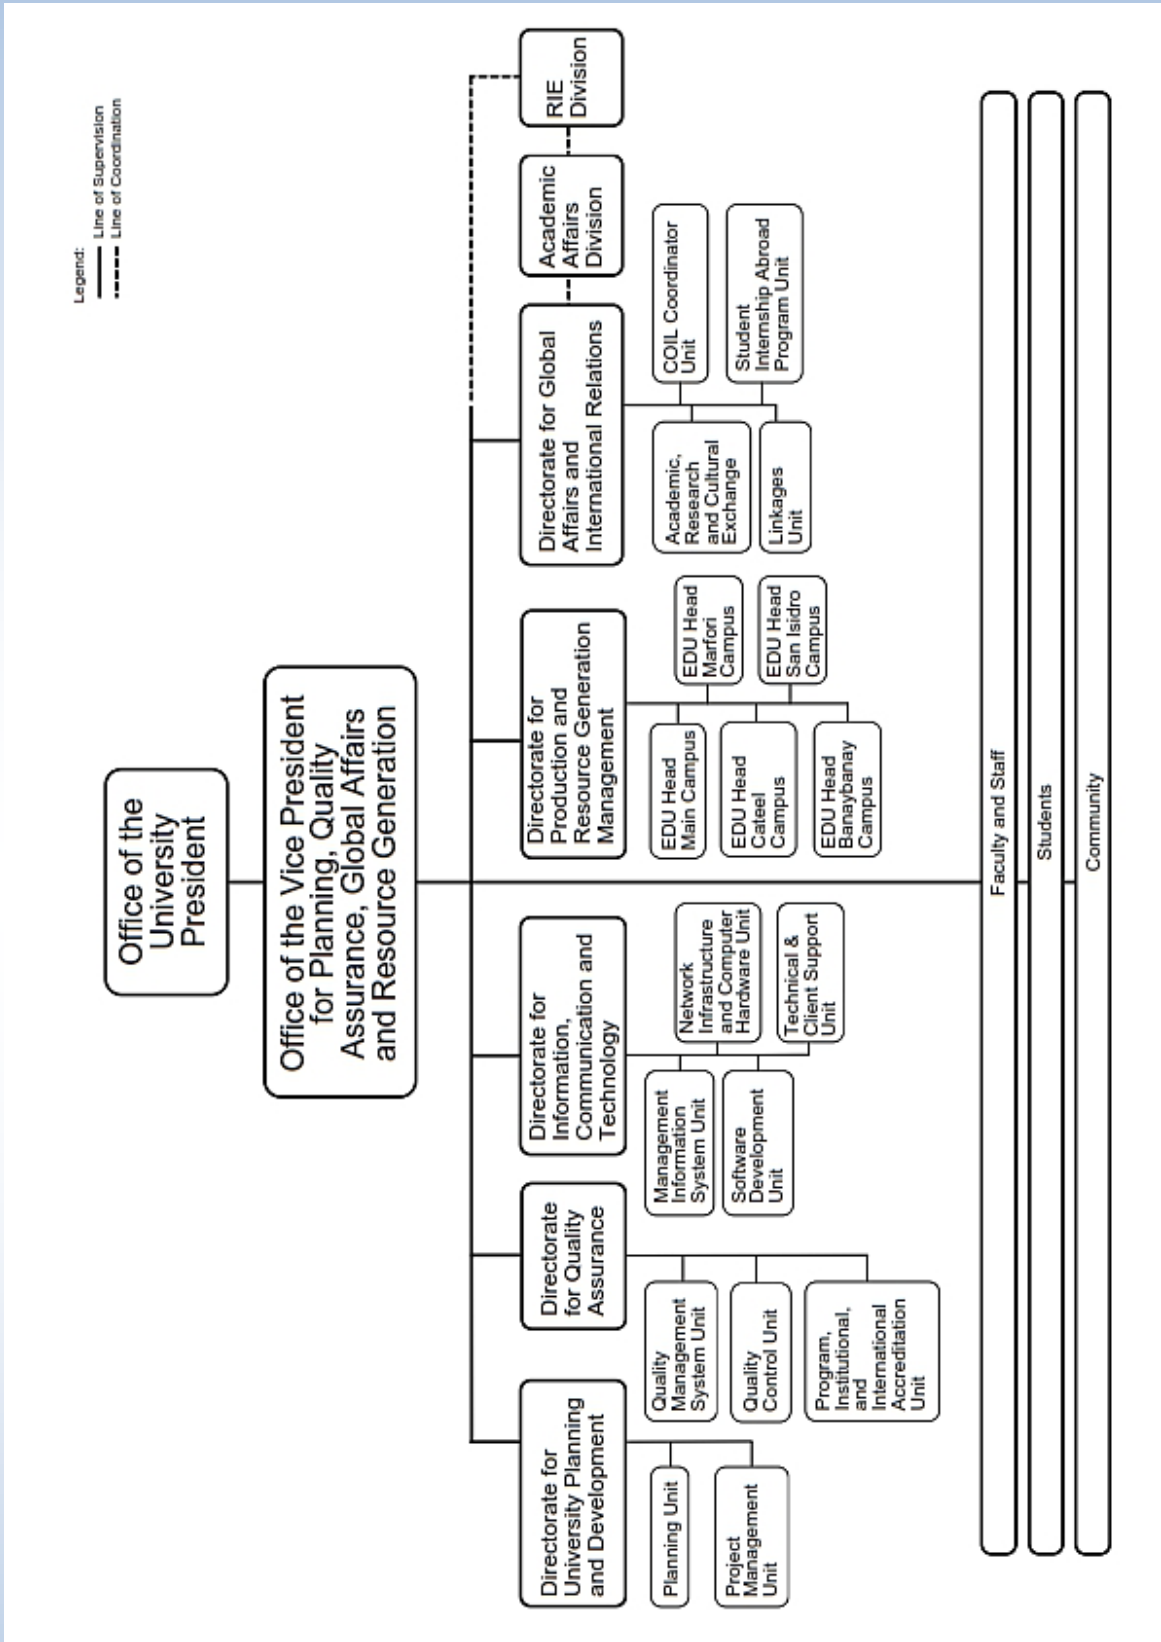 Legend:
Line of Supervision
Line of Coordination
Office of the
University
President
Office of the Vice President
for Planning, Quality
Assurance, Global Affairs
and Resource Generation
Directorate for
University Planning
and Development
Directorate
for Quality
Assurance
Directorate for
Information,
Communication and
Technology
Directorate for
Production and
Resource Generation
Management
Directorate for Global
Affairs and
International Relations
Academic
Affairs
Division
RIE
Division
Planning Unit
Project
Management
Unit
Quality
Management
System Unit
Quality
Control Unit
Program,
Institutional,
and
International
Accreditation
Unit
Management
Information
System Unit
Software
Development
Unit
Network
Infrastructure
and Computer
Hardware Unit
Technical &
Client Support
Unit
EDU Head
Main Campus
EDU Head
Cateel
Campus
EDU Head
Banaybanay
Campus
EDU Head
Marfori
Campus
EDU Head
San Isidro
Campus
Academic,
Research
and Cultural
Exchange
Linkages
Unit
COIL Coordinator
Unit
Student
Internship Abroad
Program Unit
Faculty and Staff
Students
Community